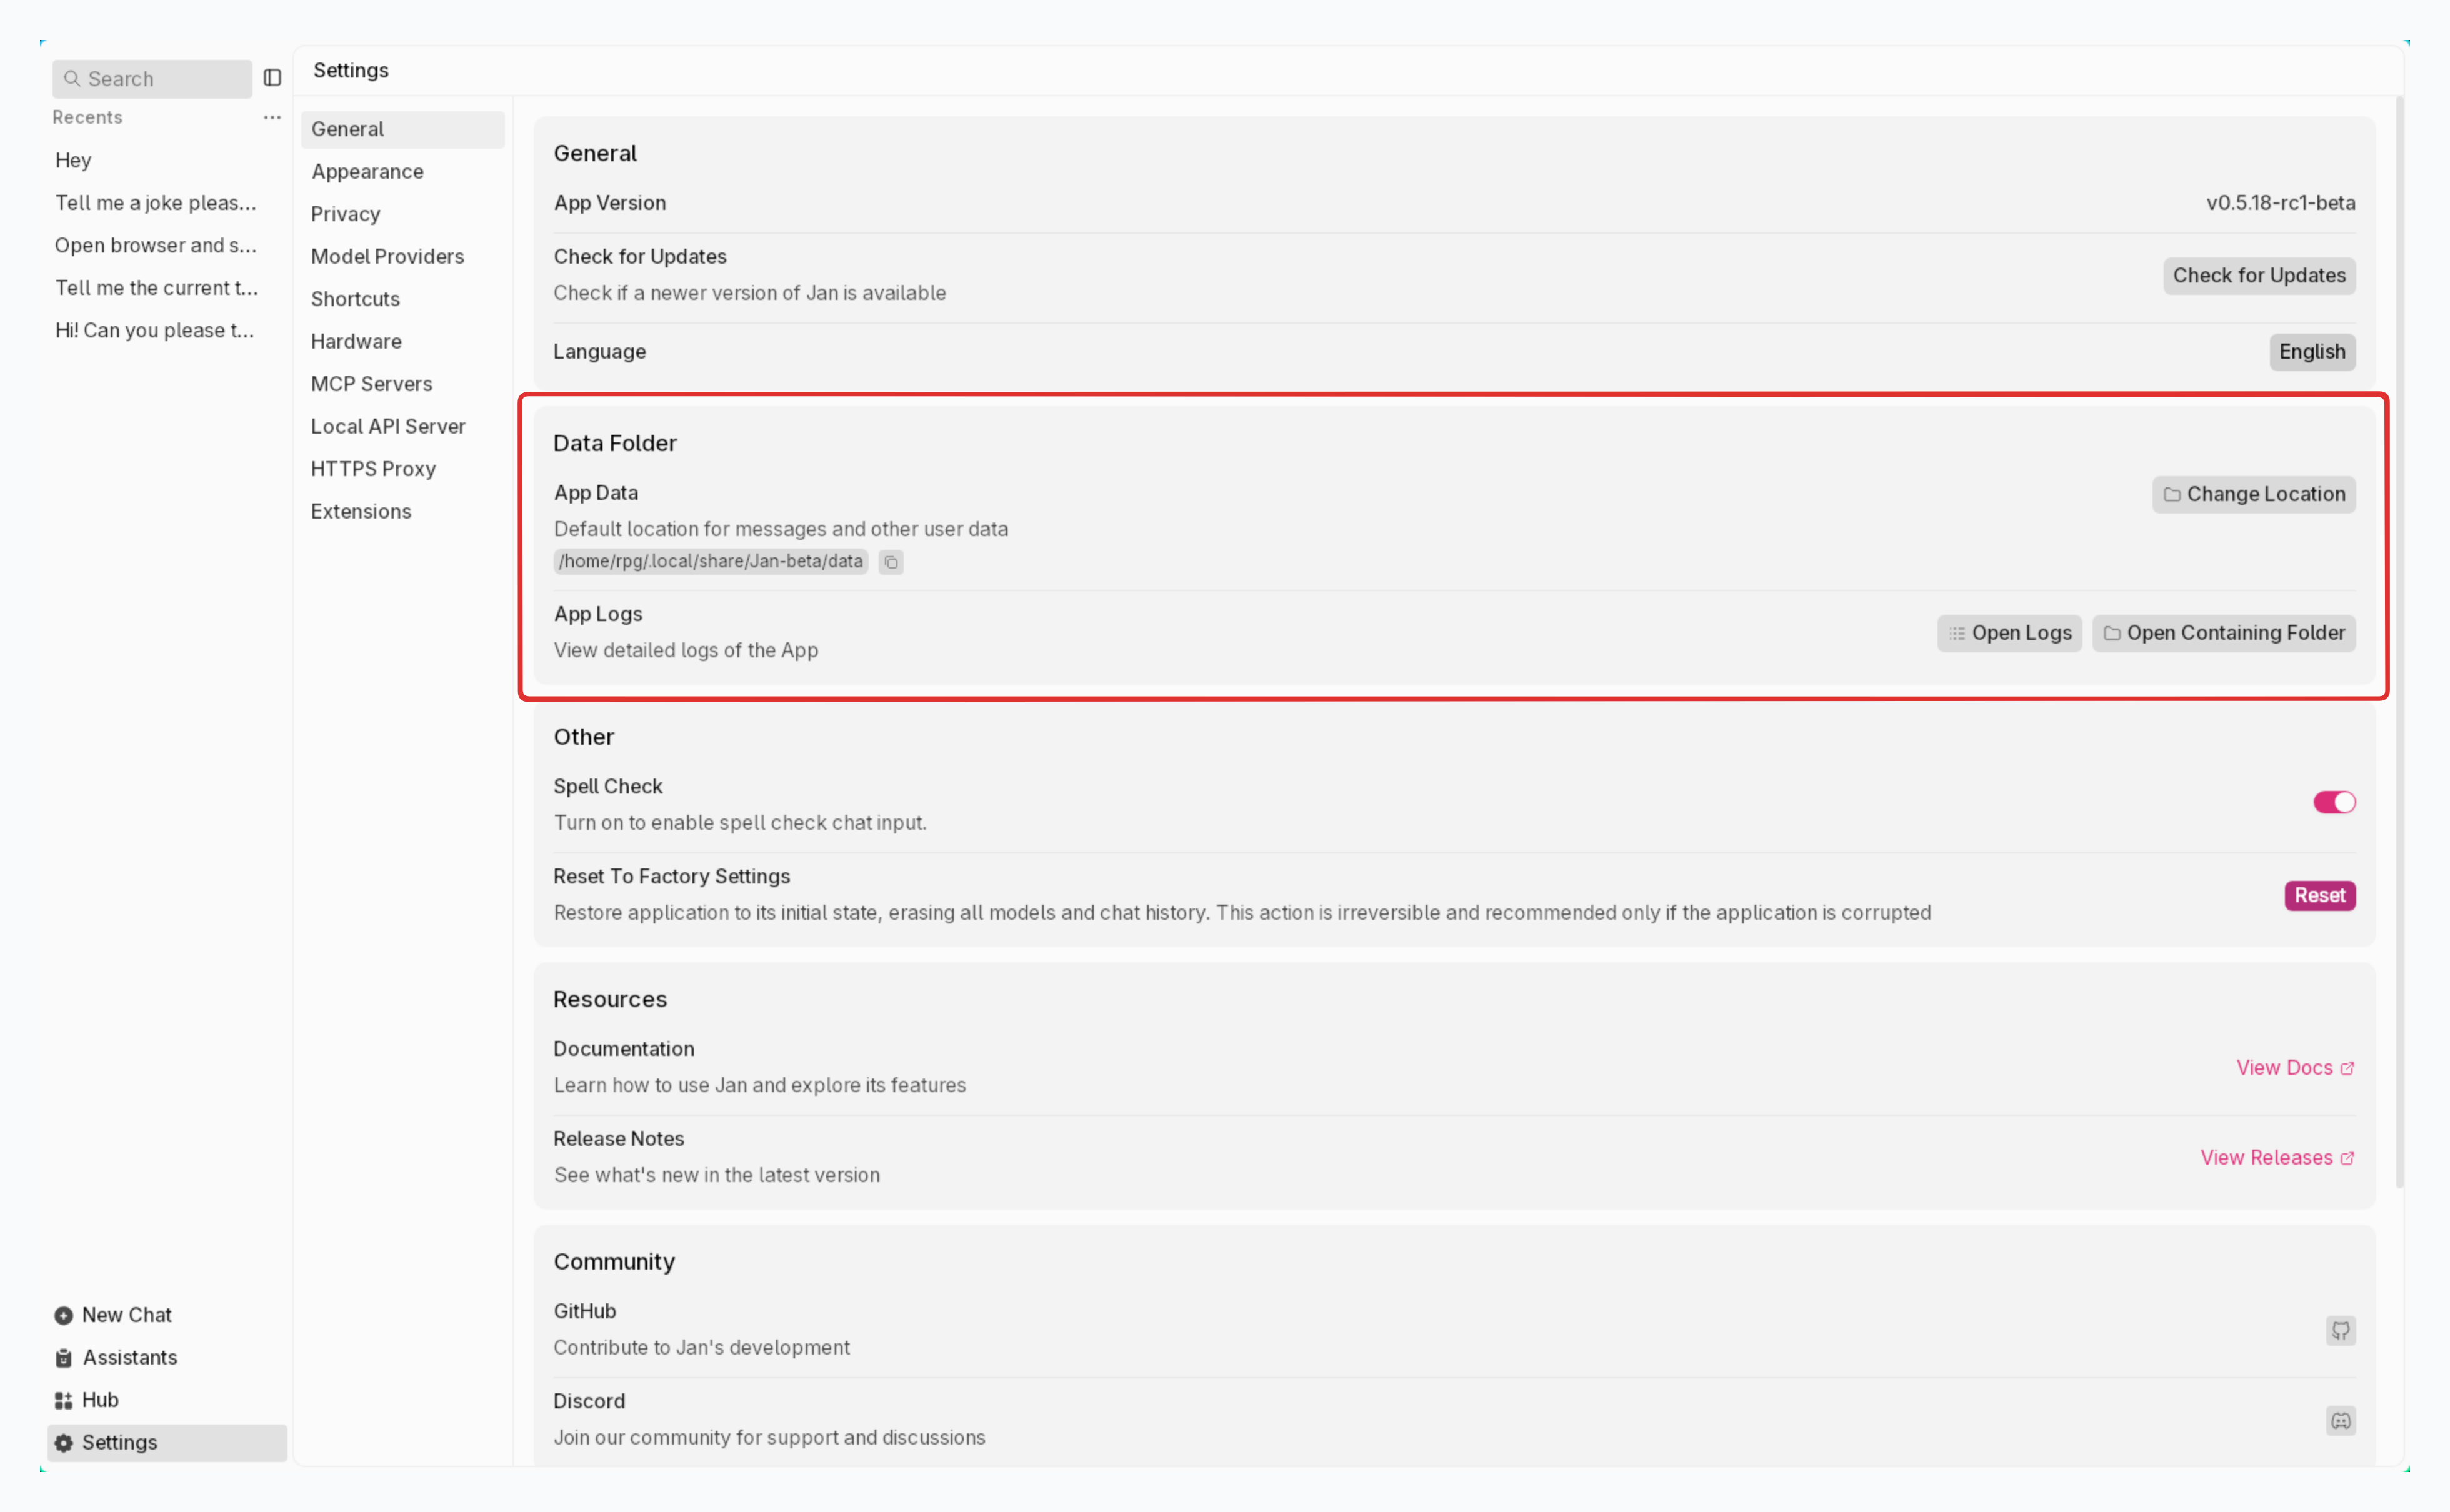 Search
Recents
Hey
Tell me a joke pleas...
Open browser and s...
Tell me the current t...
Hi! Can you please t...
New Chat
Assistants
Hub
Settings
Settings
General
Appearance
Privacy
Model Providers
Shortcuts
Hardware
MCP Servers
Local API Server
HTTPS Proxy
Extensions
General
App Version
v0.5.18-rc1-beta
Check for Updates
Check if a newer version of Jan is available
Check for Updates
Language
English
Data Folder
App Data
Default location for messages and other user data
/home/rpg/.local/share/Jan-beta/data
Change Location
App Logs
View detailed logs of the App
Open Logs
Open Containing Folder
Other
Spell Check
Turn on to enable spell check chat input.
Reset To Factory Settings
Restore application to its initial state, erasing all models and chat history. This action is irreversible and recommended only if the application is corrupted
Reset
Resources
Documentation
Learn how to use Jan and explore its features
View Docs
Release Notes
See what's new in the latest version
View Releases
Community
GitHub
Contribute to Jan's development
Discord
Join our community for support and discussions